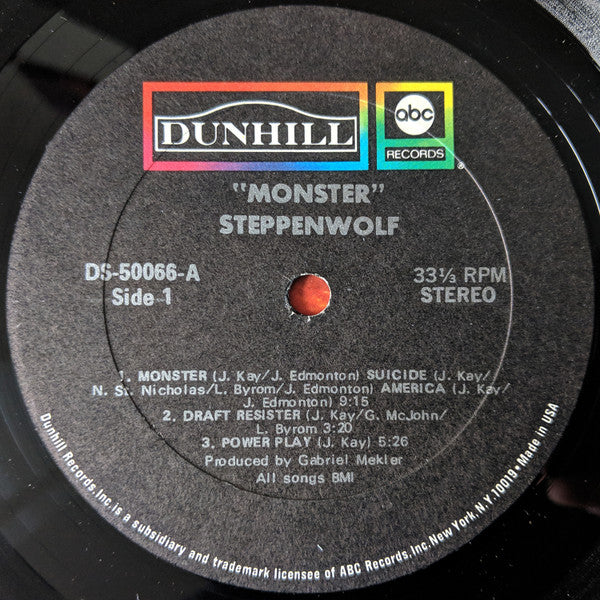 DUNHILL
abc
RECORDS
"MONSTER"
STEPPENWOLF
DS-50066-A
Side 1
33⅓ RPM
STEREO
1. MONSTER (J. Kay/J. Edmonton) SUICIDE (J. Kay/
N. St. Nicholas/L. Byrom/J. Edmonton) AMERICA (J. Kay/
J. Edmonton) 9:15
2. DRAFT RESISTER (J. Kay/G. McJohn/
L. Byrom 3:20
3. POWER PLAY (J. Kay) 5:26
Produced by Gabriel Mekler
All songs BMI
Dunhill Records, Inc. is a subsidiary and trademark licensee of ABC Records, Inc. New York, N.Y. 10019 • Made in USA